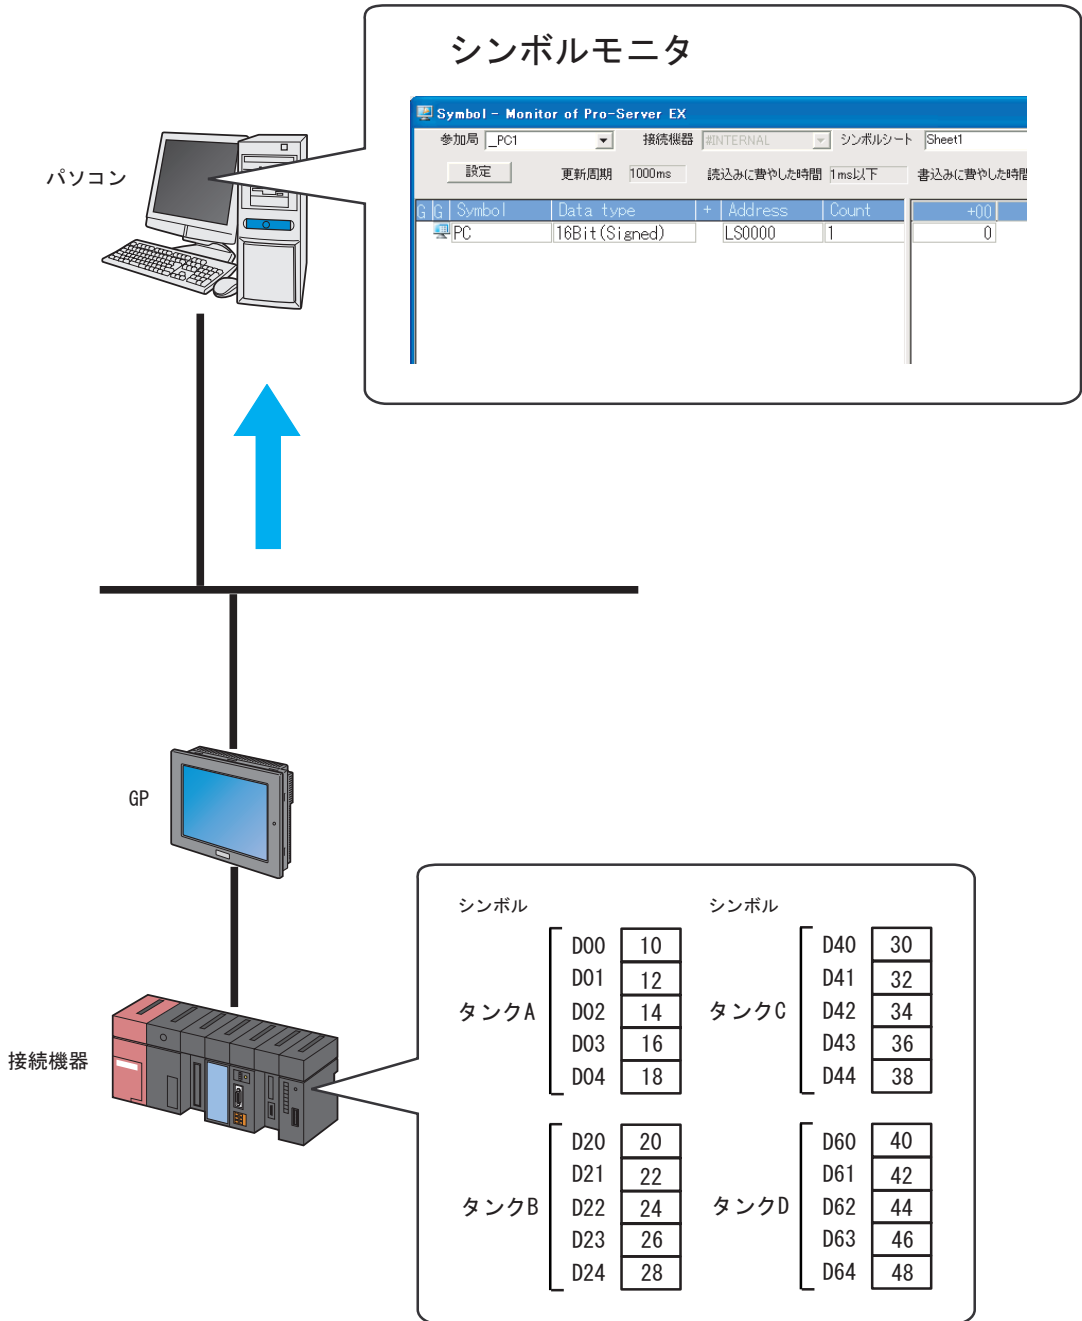 シンボルモニタ
Symbol - Monitor of Pro-Server EX
参加局 _PC1 接続機器 #INTERNAL シンボルシート Sheet1
設定 更新周期 1000ms 読込みに費やした時間 1ms以下 書込みに費やした時間
G G Symbol Data type + Address Count +00
PC 16Bit(Signed) LS0000 1 0
パソコン
GP
接続機器
シンボル
タンクA
D00 10
D01 12
D02 14
D03 16
D04 18
タンクB
D20 20
D21 22
D22 24
D23 26
D24 28
シンボル
タンクC
D40 30
D41 32
D42 34
D43 36
D44 38
タンクD
D60 40
D61 42
D62 44
D63 46
D64 48